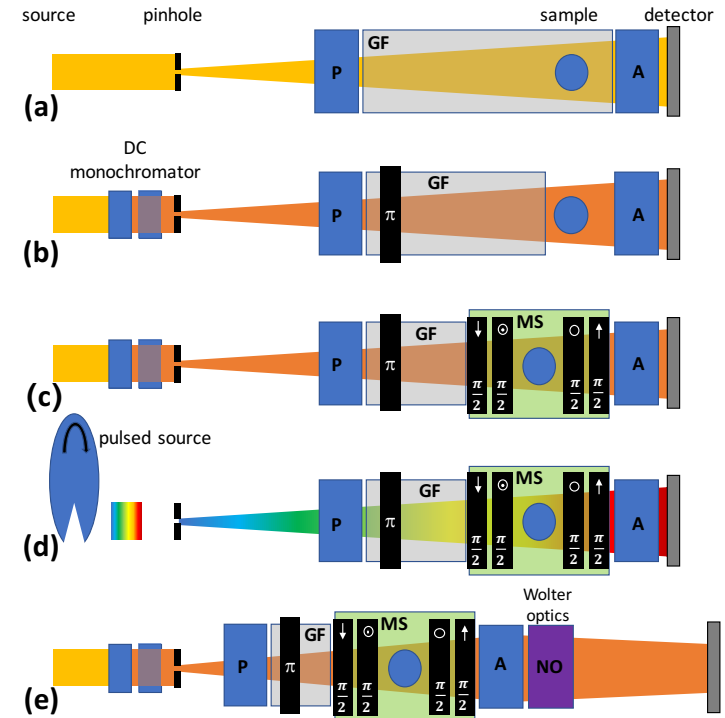 source pinhole sample detector
GF
P A
(a)
DC
monochromator
GF
P π A
(b)
MS
GF
↓ ⊙ ○ ↑
P π A
π/2 π/2 π/2 π/2
(c)
pulsed source
MS
GF
↓ ⊙ ○ ↑
P π A
π/2 π/2 π/2 π/2
(d)
Wolter
optics
MS
GF
↓ ⊙ ○ ↑
P π A NO
π/2 π/2 π/2 π/2
(e)